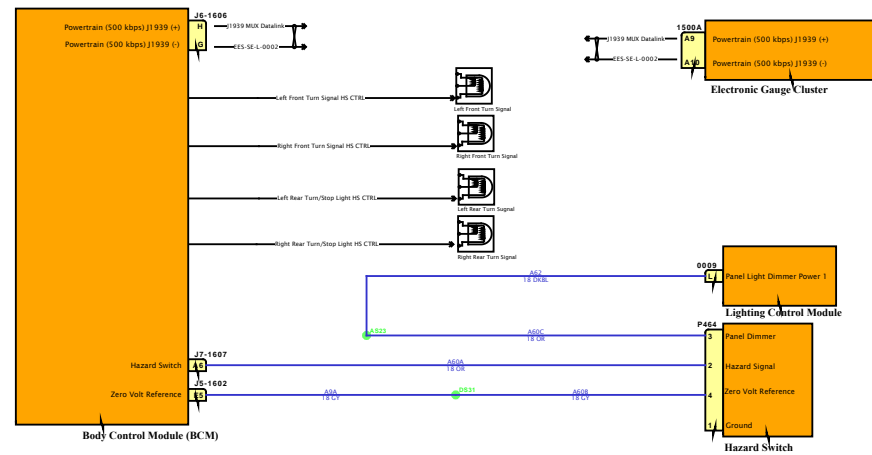 J6-1606
Powertrain (500 kbps) J1939 (+)
H
J1939 MUX Datalink
Powertrain (500 kbps) J1939 (-)
G
EES-SE-L-0002
1500A
J1939 MUX Datalink
A9
Powertrain (500 kbps) J1939 (+)
EES-SE-L-0002
A10
Powertrain (500 kbps) J1939 (-)
Electronic Gauge Cluster
Left Front Turn Signal HS CTRL
Left Front Turn Signal
Right Front Turn Signal HS CTRL
Right Front Turn Signal
Left Rear Turn/Stop Light HS CTRL
Left Rear Turn Sugnal
Right Rear Turn/Stop Light HS CTRL
Right Rear Turn Signal
0009
A62
18 DKBL
L
Panel Light Dimmer Power 1
Lighting Control Module
P464
AS23
A60C
18 OR
3
Panel Dimmer
J7-1607
Hazard Switch
A6
A60A
18 OR
2
Hazard Signal
J5-1602
Zero Volt Reference
E5
A9A
18 GY
DS31
A60B
18 GY
4
Zero Volt Reference
1
Ground
Body Control Module (BCM)
Hazard Switch